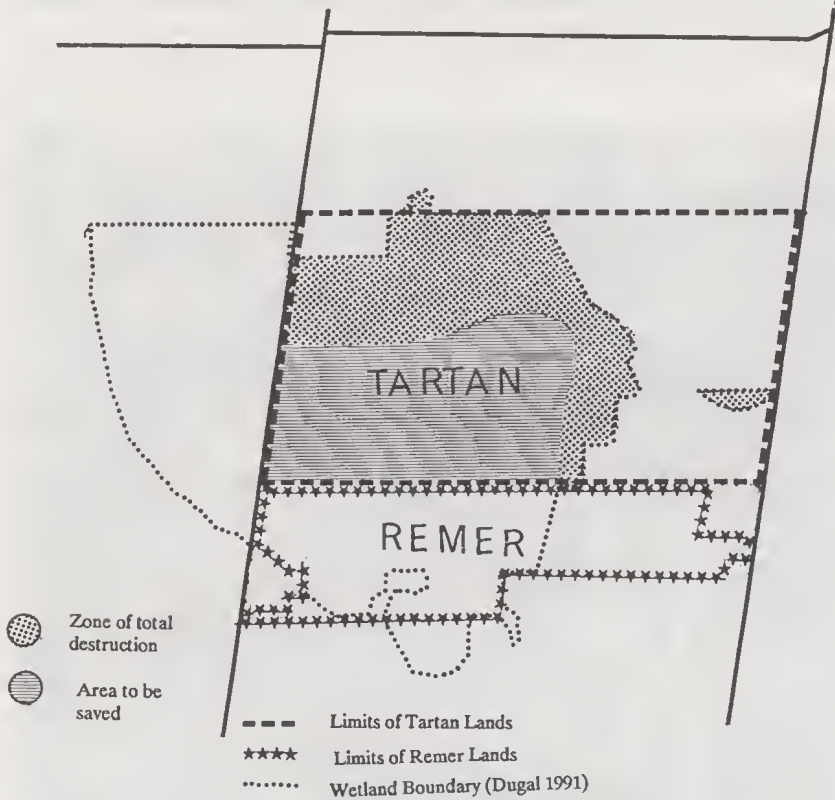 TARTAN
REMER
Zone of total
destruction
Area to be
saved
Limits of Tartan Lands
Limits of Remer Lands
Wetland Boundary (Dugal 1991)